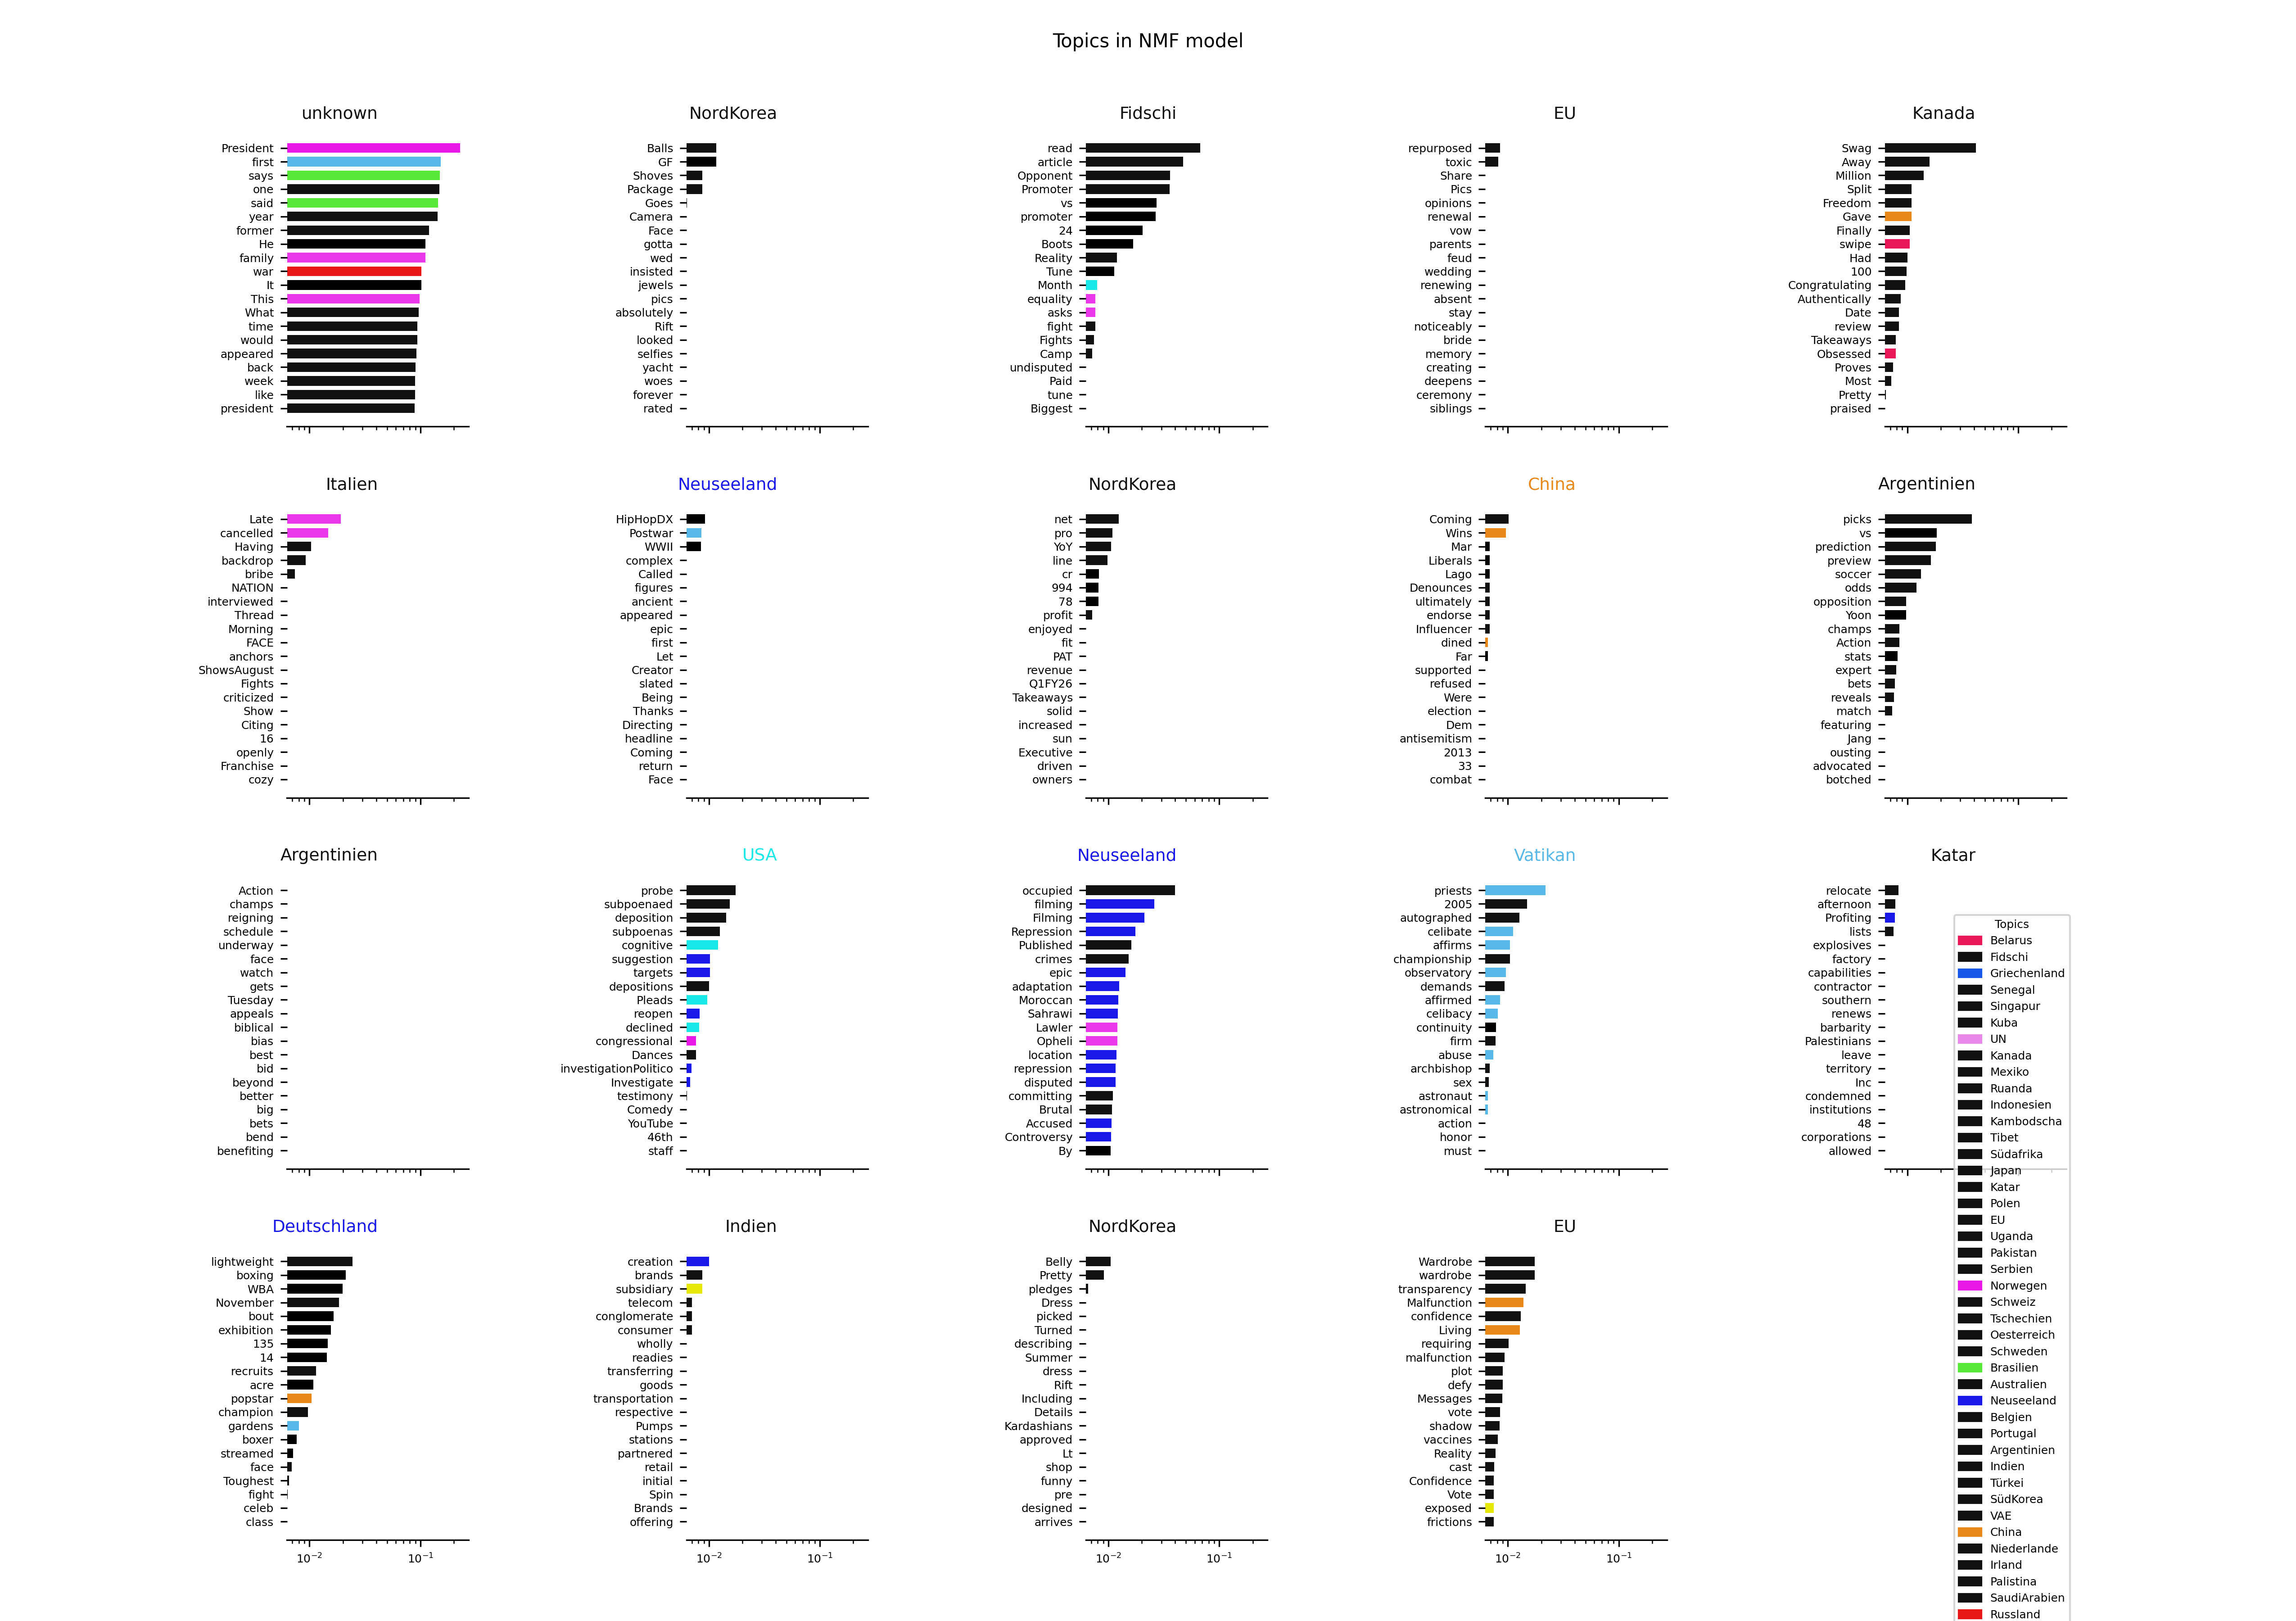 Topics in NMF model
unknown
President
first
says
one
said
year
former
He
family
war
It
This
What
time
would
appeared
back
week
like
president
NordKorea
Balls
GF
Shoves
Package
Goes
Camera
Face
gotta
wed
insisted
jewels
pics
absolutely
Rift
looked
selfies
yacht
woes
forever
rated
Fidschi
read
article
Opponent
Promoter
vs
promoter
24
Boots
Reality
Tune
Month
equality
asks
fight
Fights
Camp
undisputed
Paid
tune
Biggest
EU
repurposed
toxic
Share
Pics
opinions
renewal
vow
parents
feud
wedding
renewing
absent
stay
noticeably
bride
memory
creating
deepens
ceremony
siblings
Kanada
Swag
Away
Million
Split
Freedom
Gave
Finally
swipe
Had
100
Congratulating
Authentically
Date
review
Takeaways
Obsessed
Proves
Most
Pretty
praised
Italien
Late
cancelled
Having
backdrop
bribe
NATION
interviewed
Thread
Morning
FACE
anchors
ShowsAugust
Fights
criticized
Show
Citing
16
openly
Franchise
cozy
Neuseeland
HipHopDX
Postwar
WWII
complex
Called
figures
ancient
appeared
epic
first
Let
Creator
slated
Being
Thanks
Directing
headline
Coming
return
Face
NordKorea
net
pro
YoY
line
cr
994
78
profit
enjoyed
fit
PAT
revenue
Q1FY26
Takeaways
solid
increased
sun
Executive
driven
owners
China
Coming
Wins
Mar
Liberals
Lago
Denounces
ultimately
endorse
Influencer
dined
Far
supported
refused
Were
election
Dem
antisemitism
2013
33
combat
Argentinien
picks
vs
prediction
preview
soccer
odds
opposition
Yoon
champs
Action
stats
expert
bets
reveals
match
featuring
Jang
ousting
advocated
botched
Argentinien
Action
champs
reigning
schedule
underway
face
watch
gets
Tuesday
appeals
biblical
bias
best
bid
beyond
better
big
bets
bend
benefiting
USA
probe
subpoenaed
deposition
subpoenas
cognitive
suggestion
targets
depositions
Pleads
reopen
declined
congressional
Dances
investigationPolitico
Investigate
testimony
Comedy
YouTube
46th
staff
Neuseeland
occupied
filming
Filming
Repression
Published
crimes
epic
adaptation
Moroccan
Sahrawi
Lawler
Opheli
location
repression
disputed
committing
Brutal
Accused
Controversy
By
Vatikan
priests
2005
autographed
celibate
affirms
championship
observatory
demands
affirmed
celibacy
continuity
firm
abuse
archbishop
sex
astronaut
astronomical
action
honor
must
Katar
relocate
afternoon
Profiting
lists
explosives
factory
capabilities
contractor
southern
renews
barbarity
Palestinians
leave
territory
Inc
condemned
institutions
48
corporations
allowed
Deutschland
lightweight
boxing
WBA
November
bout
exhibition
135
14
recruits
acre
popstar
champion
gardens
boxer
streamed
face
Toughest
fight
celeb
class
10⁻² 10⁻¹
Indien
creation
brands
subsidiary
telecom
conglomerate
consumer
wholly
readies
transferring
goods
transportation
respective
Pumps
stations
partnered
retail
initial
Spin
Brands
offering
10⁻² 10⁻¹
NordKorea
Belly
Pretty
pledges
Dress
picked
Turned
describing
Summer
dress
Rift
Including
Details
Kardashians
approved
Lt
shop
funny
pre
designed
arrives
10⁻² 10⁻¹
EU
Wardrobe
wardrobe
transparency
Malfunction
confidence
Living
requiring
malfunction
plot
defy
Messages
vote
shadow
vaccines
Reality
cast
Confidence
Vote
exposed
frictions
10⁻² 10⁻¹
Topics
Belarus
Fidschi
Griechenland
Senegal
Singapur
Kuba
UN
Kanada
Mexiko
Ruanda
Indonesien
Kambodscha
Tibet
Südafrika
Japan
Katar
Polen
EU
Uganda
Pakistan
Serbien
Norwegen
Schweiz
Tschechien
Oesterreich
Schweden
Brasilien
Australien
Neuseeland
Belgien
Portugal
Argentinien
Indien
Türkei
SüdKorea
VAE
China
Niederlande
Irland
Palistina
SaudiArabien
Russland